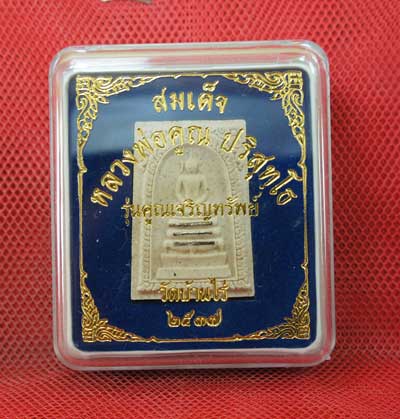 สมเด็จ
หลวงพ่อคูณ ปริสุทฺโธ
รุ่นคูณเจริญทรัพย์
วัดบ้านไร่
๒๕๓๗